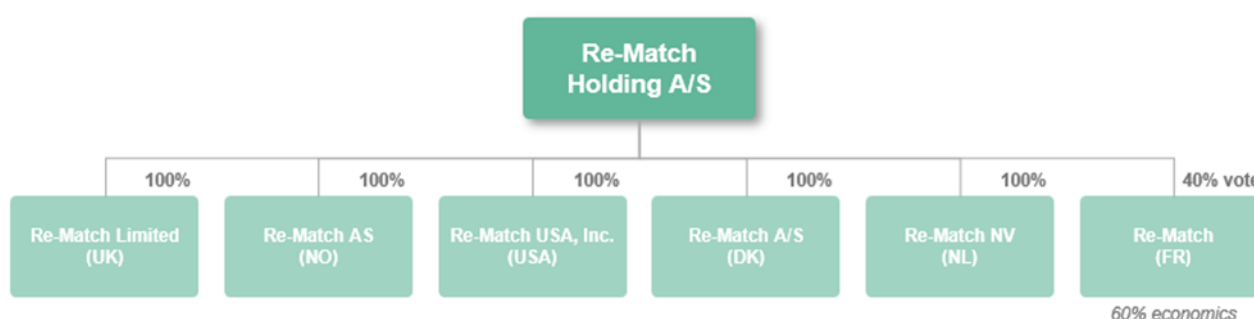 Re-Match
Holding A/S
100%
100%
100%
100%
100%
40% vote
Re-Match Limited
(UK)
Re-Match AS
(NO)
Re-Match USA, Inc.
(USA)
Re-Match A/S
(DK)
Re-Match NV
(NL)
Re-Match
(FR)
60% economics